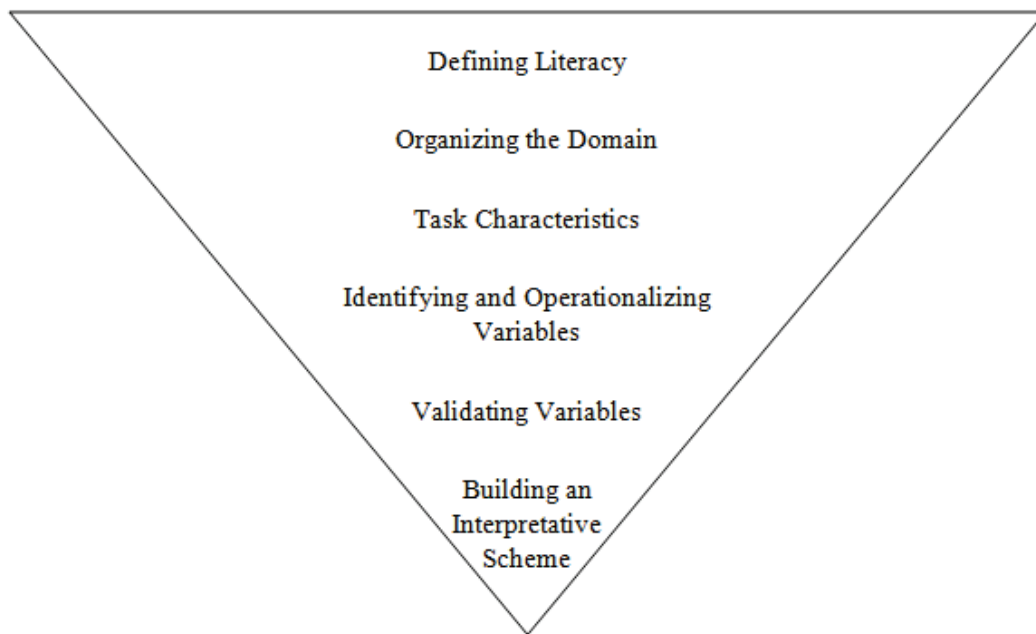 Defining Literacy
Organizing the Domain
Task Characteristics
Identifying and Operationalizing
Variables
Validating Variables
Building an
Interpretative
Scheme